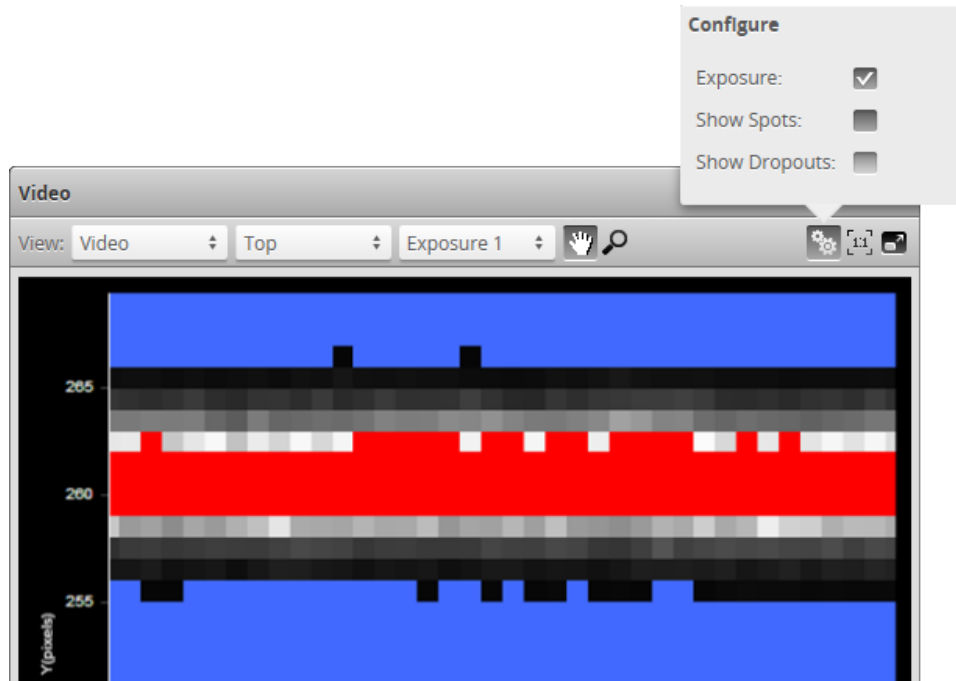 Configure
Exposure:
Show Spots:
Show Dropouts:
Video
View: Video Top Exposure 1 1:1
265
260
255
Y(pixels)